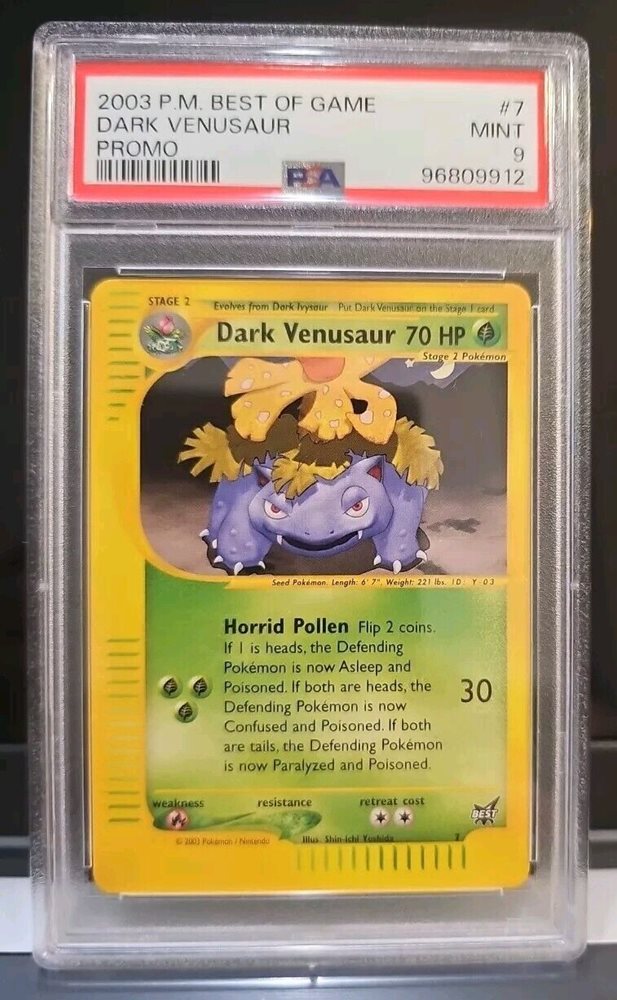 2003 P.M. BEST OF GAME #7
DARK VENUSAUR MINT
PROMO 9
PSA 96809912
STAGE 2 Evolves from Dark Ivysaur Put Dark Venusaur on the Stage 1 card
Dark Venusaur 70 HP
Stage 2 Pokémon
Seed Pokémon. Length: 6' 7", Weight: 221 lbs. ID: Y-03
Horrid Pollen Flip 2 coins.
If 1 is heads, the Defending
Pokémon is now Asleep and
Poisoned. If both are heads, the 30
Defending Pokémon is now
Confused and Poisoned. If both
are tails, the Defending Pokémon
is now Paralyzed and Poisoned.
weakness resistance retreat cost
BEST
© 2003 Pokémon / Nintendo Illus. Shin-ichi Yoshida 7